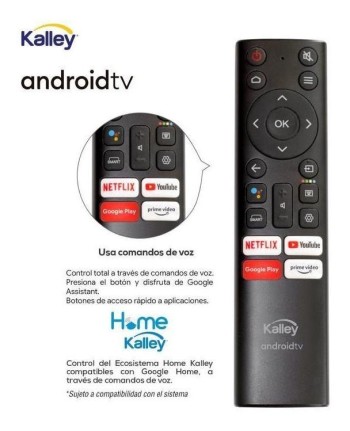 Kalley
androidtv
SMART
NETFLIX
YouTube
Google Play
prime video
Usa comandos de voz
Control total a través de comandos de voz.
Presiona el botón y disfruta de Google
Assistant.
Botones de acceso rápido a aplicaciones.
Home
Kalley
Control del Ecosistema Home Kalley
compatibles con Google Home, a
través de comandos de voz.
*Sujeto a compatibilidad con el sistema
OK
SMART
NETFLIX
YouTube
Google Play
prime video
Kalley
androidtv